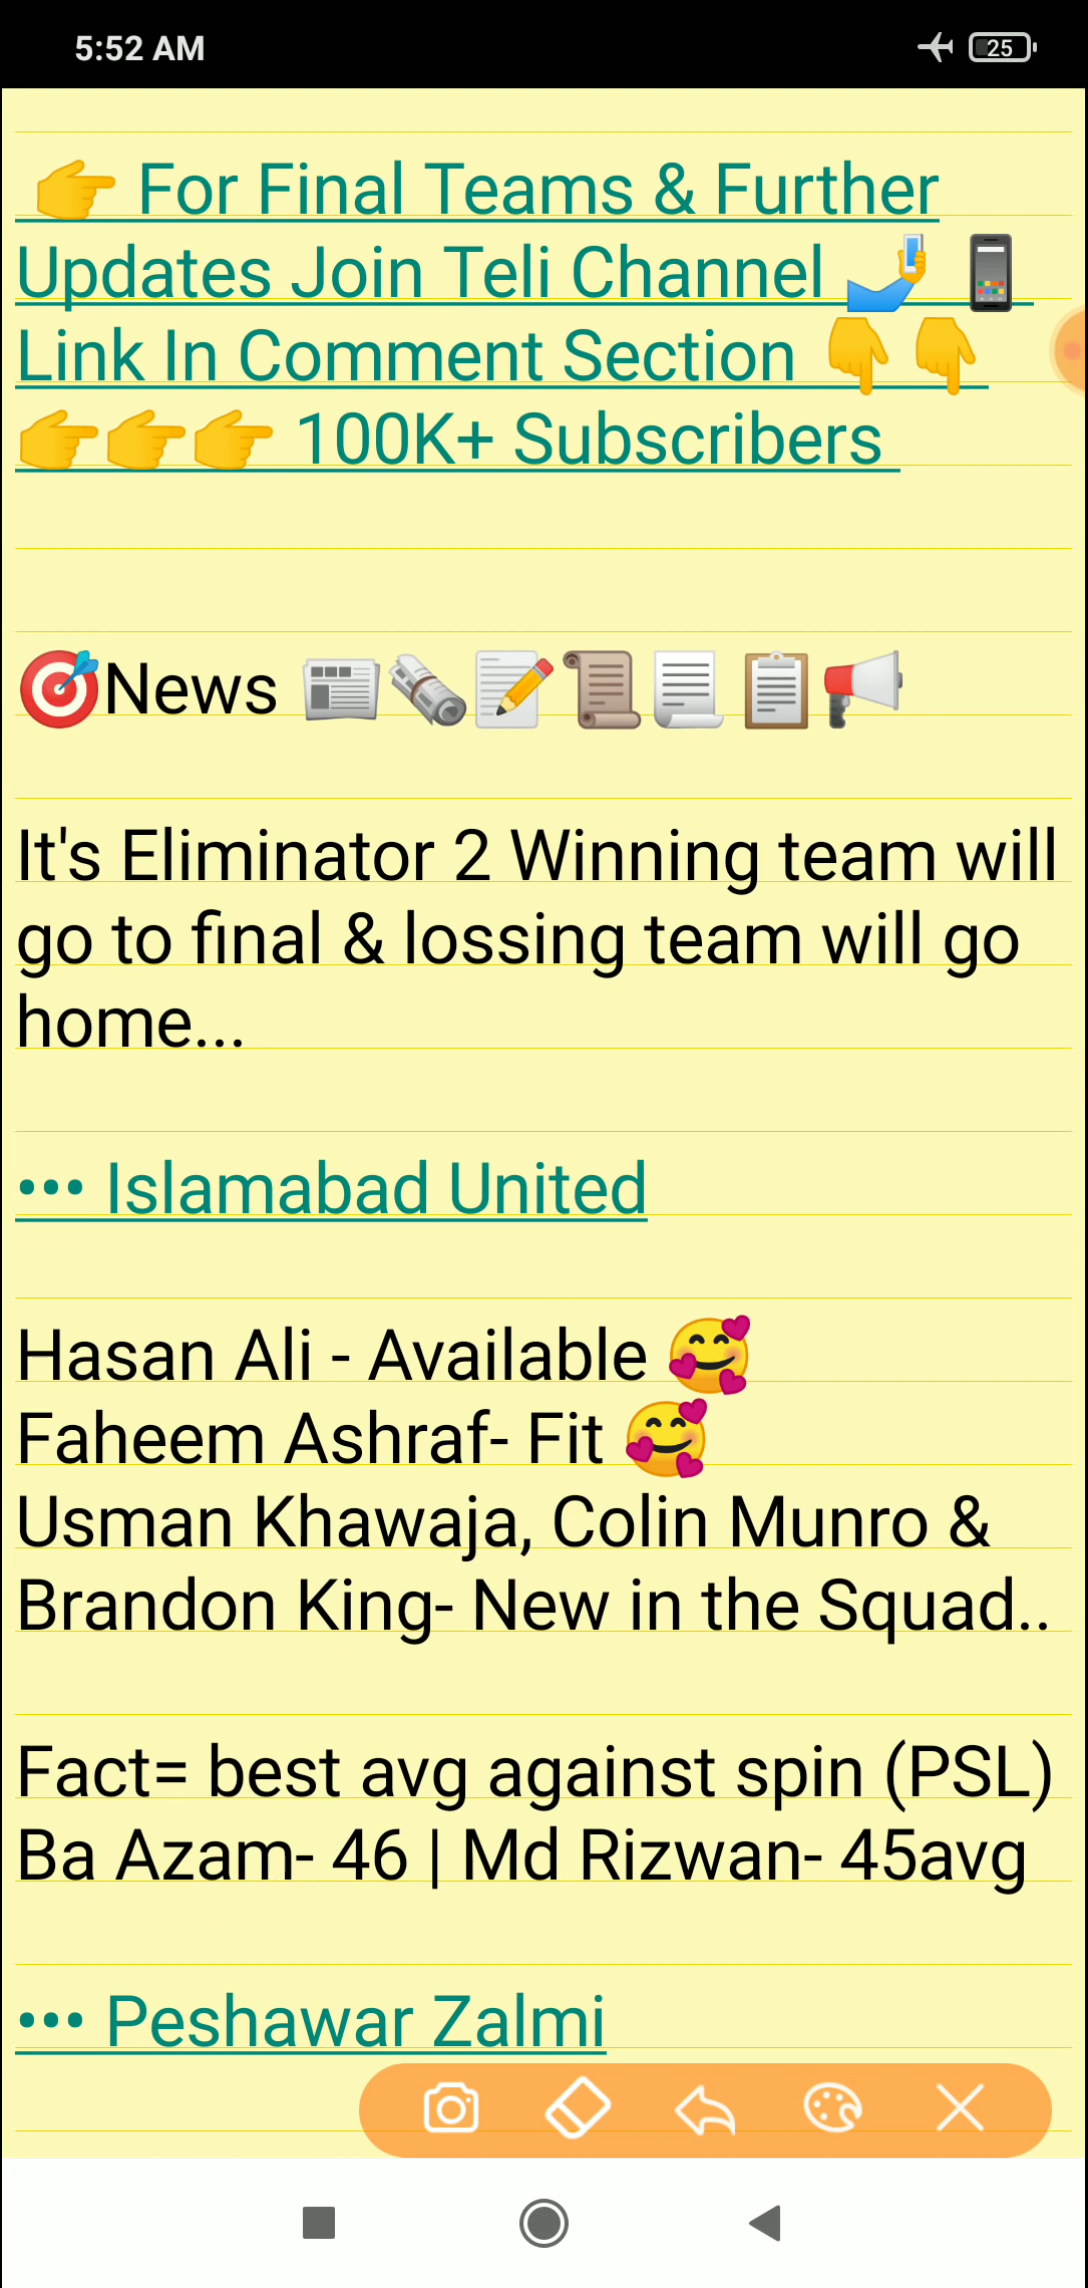 5:52 AM
25
👉 For Final Teams & Further
Updates Join Teli Channel 🤳 📱
Link In Comment Section 👇👇
👉👉👉 100K+ Subscribers
🎯News 📰🗞️📝📜📃 📋📢
It's Eliminator 2 Winning team will
go to final & lossing team will go
home...
••• Islamabad United
Hasan Ali - Available 🥰
Faheem Ashraf- Fit 🥰
Usman Khawaja, Colin Munro &
Brandon King- New in the Squad..
Fact= best avg against spin (PSL)
Ba Azam- 46 | Md Rizwan- 45avg
••• Peshawar Zalmi